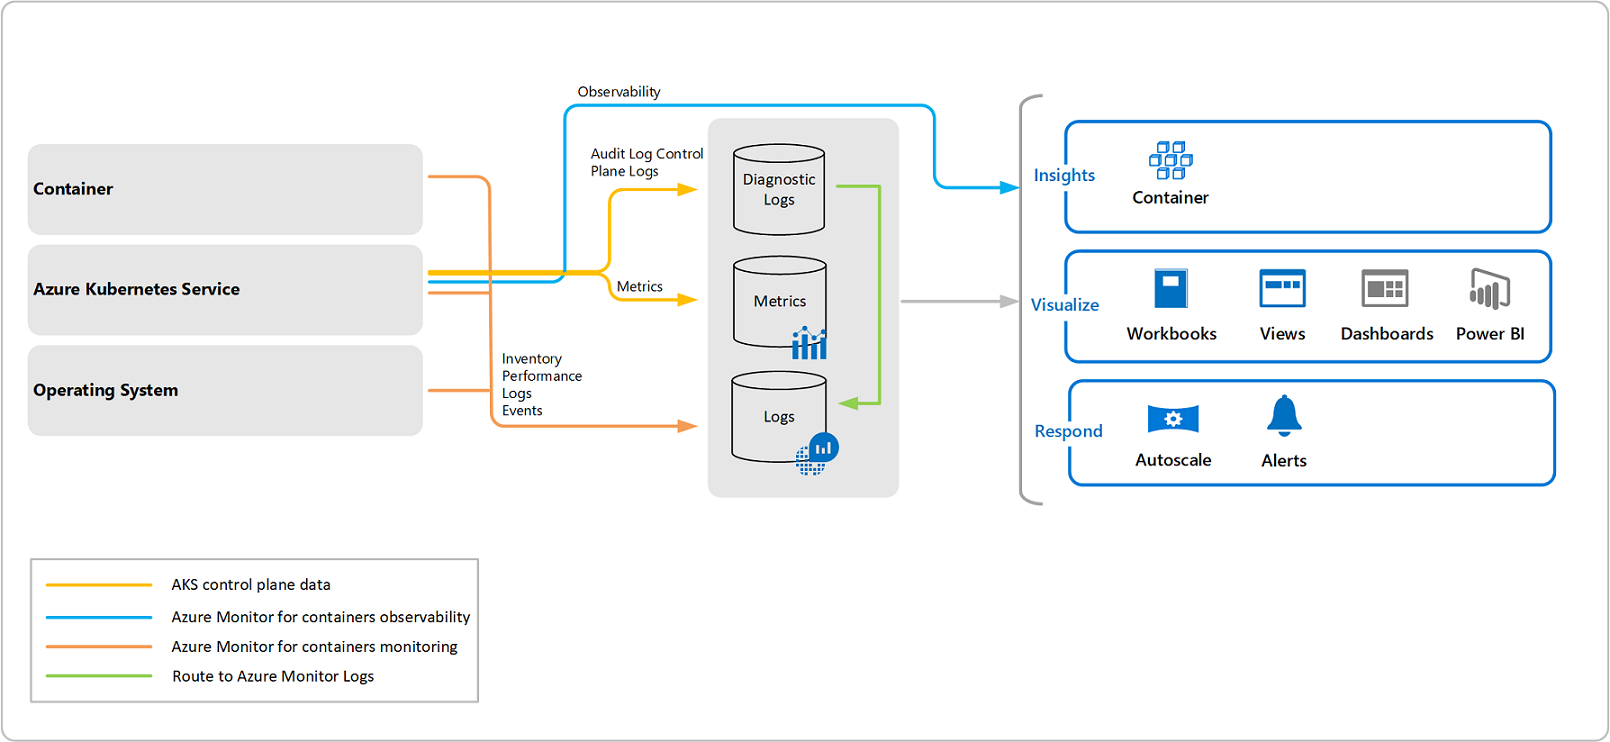 Observability
Audit Log Control
Plane Logs
Container
Azure Kubernetes Service
Operating System
Metrics
Inventory
Performance
Logs
Events
Diagnostic
Logs
Metrics
Logs
Insights
Container
Visualize
Workbooks
Views
Dashboards
Power BI
Respond
Autoscale
Alerts
AKS control plane data
Azure Monitor for containers observability
Azure Monitor for containers monitoring
Route to Azure Monitor Logs